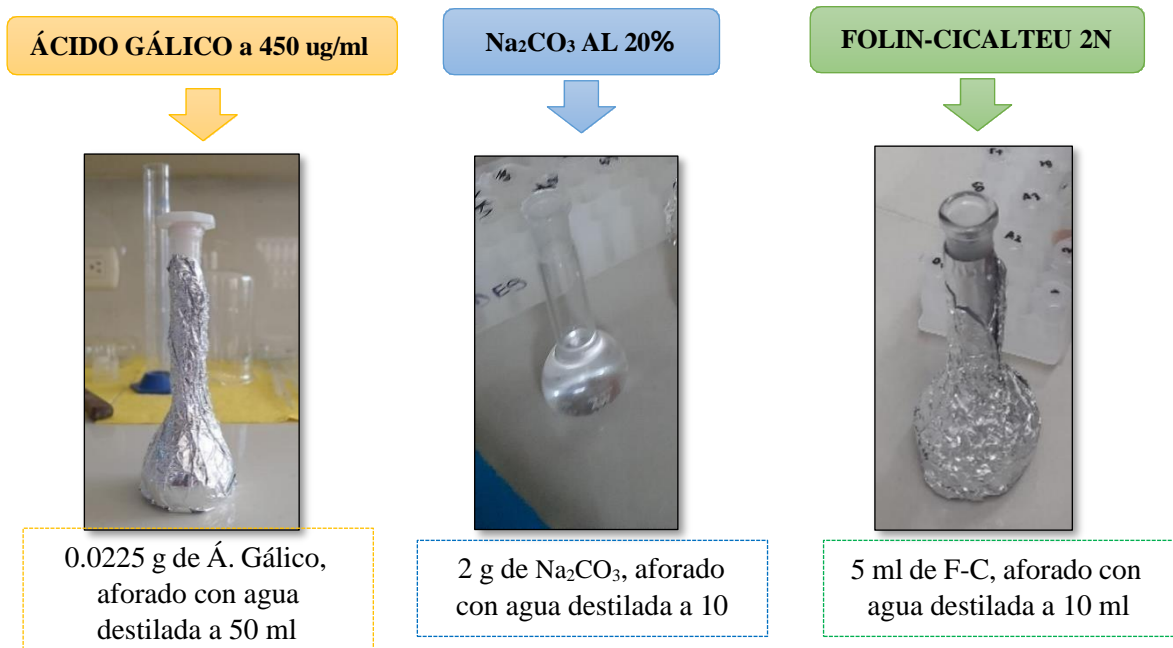 ÁCIDO GÁLICO a 450 ug/ml
Na₂CO₃ AL 20%
FOLIN-CICALTEU 2N
0.0225 g de Á. Gálico,
aforado con agua
destilada a 50 ml
2 g de Na₂CO₃, aforado
con agua destilada a 10
5 ml de F-C, aforado con
agua destilada a 10 ml